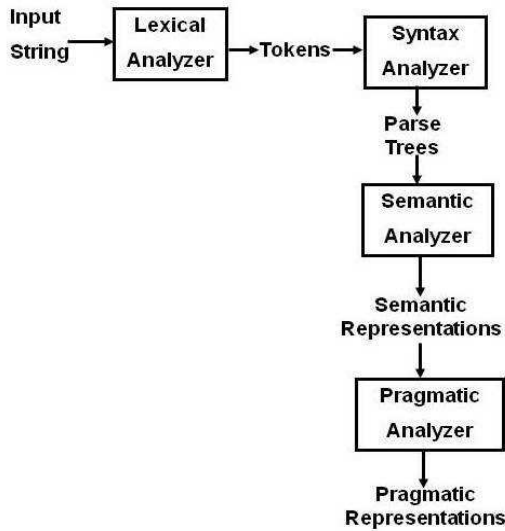 Input
String
Lexical
Analyzer
Tokens
Syntax
Analyzer
Parse
Trees
Semantic
Analyzer
Semantic
Representations
Pragmatic
Analyzer
Pragmatic
Representations